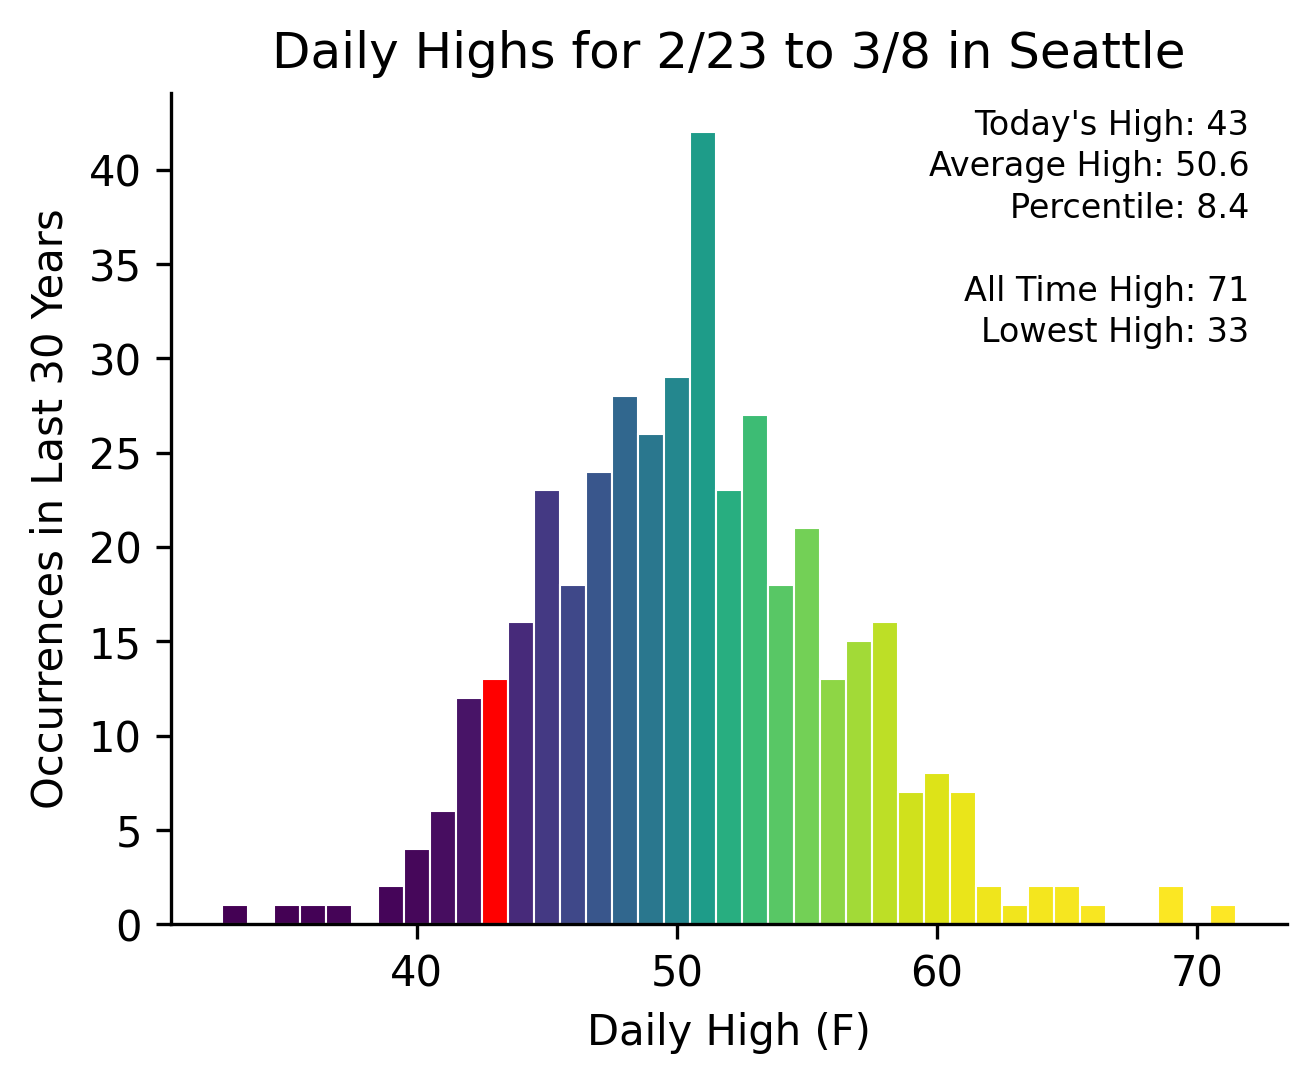 Daily Highs for 2/23 to 3/8 in Seattle
Today's High: 43
Average High: 50.6
Percentile: 8.4
All Time High: 71
Lowest High: 33
Occurrences in Last 30 Years
40
35
30
25
20
15
10
5
0
40 50 60 70
Daily High (F)